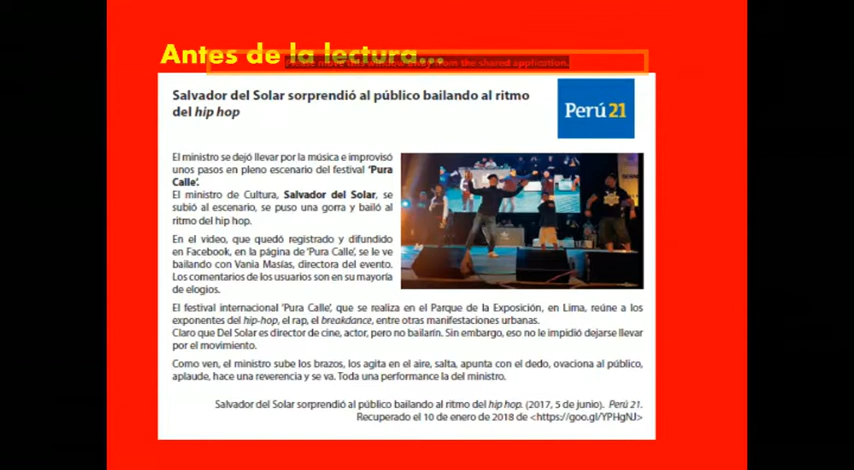 Antes de la lectura...
Please move this window away from the shared application.
Salvador del Solar sorprendió al público bailando al ritmo
del hip hop
Perú 21
El ministro se dejó llevar por la música e improvisó
unos pasos en pleno escenario del festival ‘Pura
Calle’.
El ministro de Cultura, Salvador del Solar, se
subió al escenario, se puso una gorra y bailó al
ritmo del hip hop.
En el video, que quedó registrado y difundido
en Facebook, en la página de ‘Pura Calle’, se le ve
bailando con Vania Masías, directora del evento.
Los comentarios de los usuarios son en su mayoría
de elogios.
El festival internacional ‘Pura Calle’, que se realiza en el Parque de la Exposición, en Lima, reúne a los
exponentes del hip-hop, el rap, el breakdance, entre otras manifestaciones urbanas.
Claro que Del Solar es director de cine, actor, pero no bailarín. Sin embargo, eso no le impidió dejarse llevar
por el movimiento.
Como ven, el ministro sube los brazos, los agita en el aire, salta, apunta con el dedo, ovaciona al público,
aplaude, hace una reverencia y se va. Toda una performance la del ministro.
Salvador del Solar sorprendió al público bailando al ritmo del hip hop. (2017, 5 de junio). Perú 21.
Recuperado el 10 de enero de 2018 de <https://goo.gl/YPHgNJ>